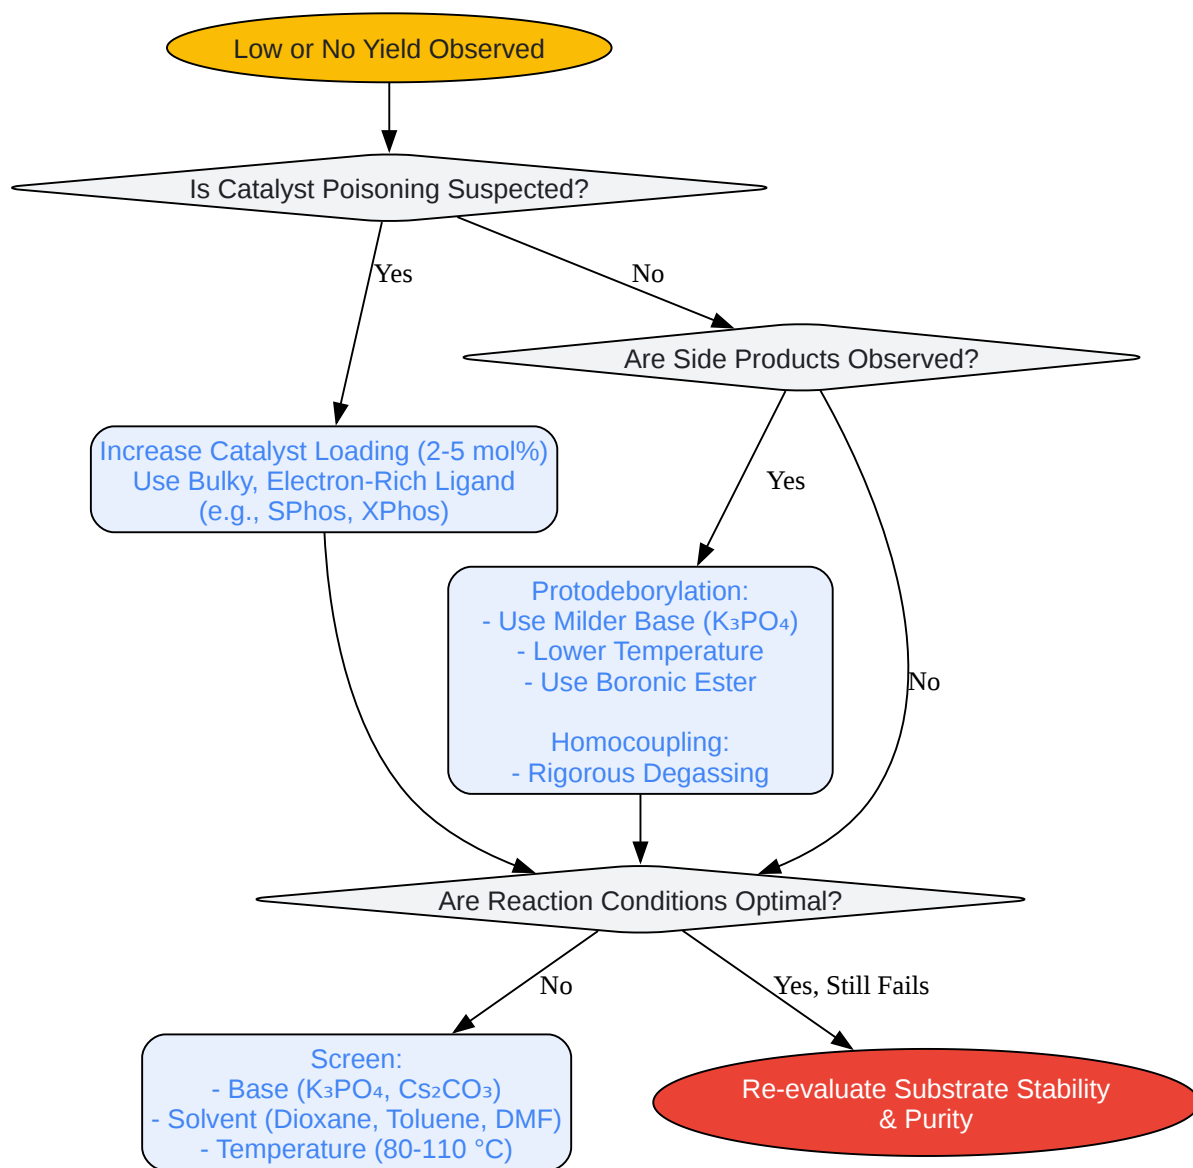 Low or No Yield Observed
Is Catalyst Poisoning Suspected?
Yes
No
Are Side Products Observed?
Increase Catalyst Loading (2-5 mol%)
Use Bulky, Electron-Rich Ligand
(e.g., SPhos, XPhos)
Yes
Protodeborylation:
- Use Milder Base (K₃PO₄)
- Lower Temperature
- Use Boronic Ester
Homocoupling:
- Rigorous Degassing
No
Are Reaction Conditions Optimal?
No
Yes, Still Fails
Screen:
- Base (K₃PO₄, Cs₂CO₃)
- Solvent (Dioxane, Toluene, DMF)
- Temperature (80-110 °C)
Re-evaluate Substrate Stability
& Purity